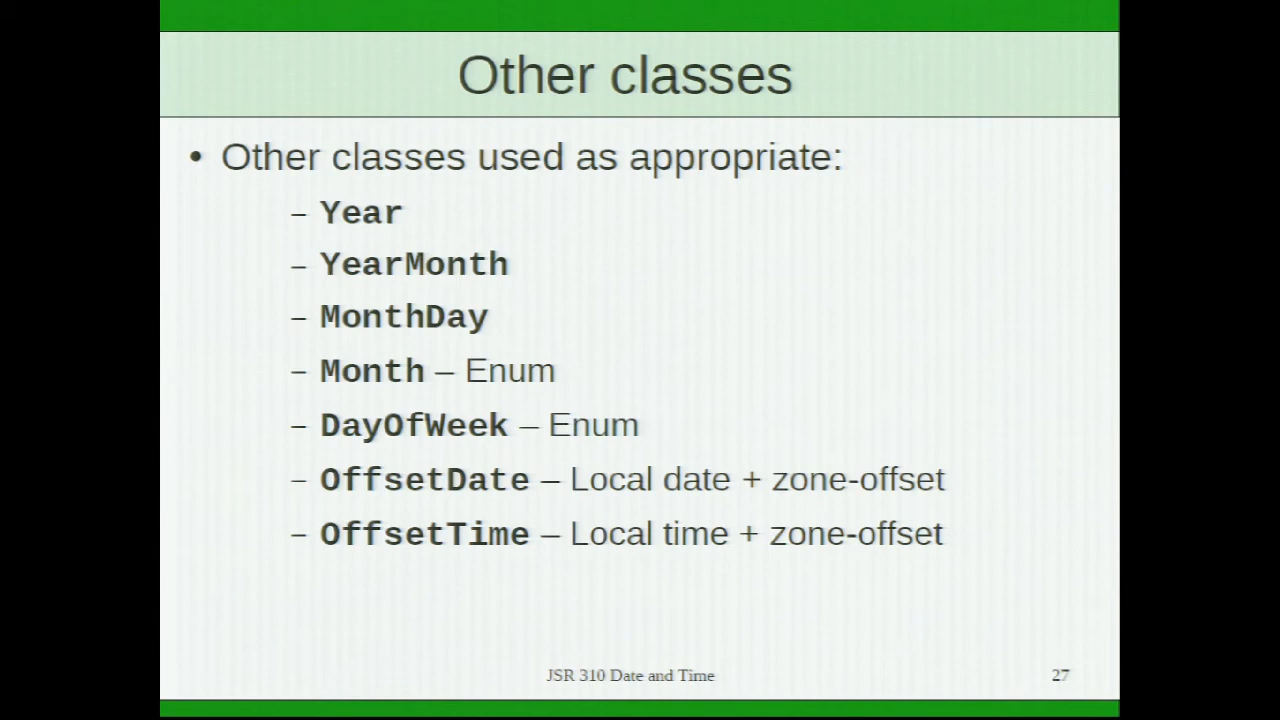 Other classes
• Other classes used as appropriate:
– Year
– YearMonth
– MonthDay
– Month – Enum
– DayOfWeek – Enum
– OffsetDate – Local date + zone-offset
– OffsetTime – Local time + zone-offset
JSR 310 Date and Time
27